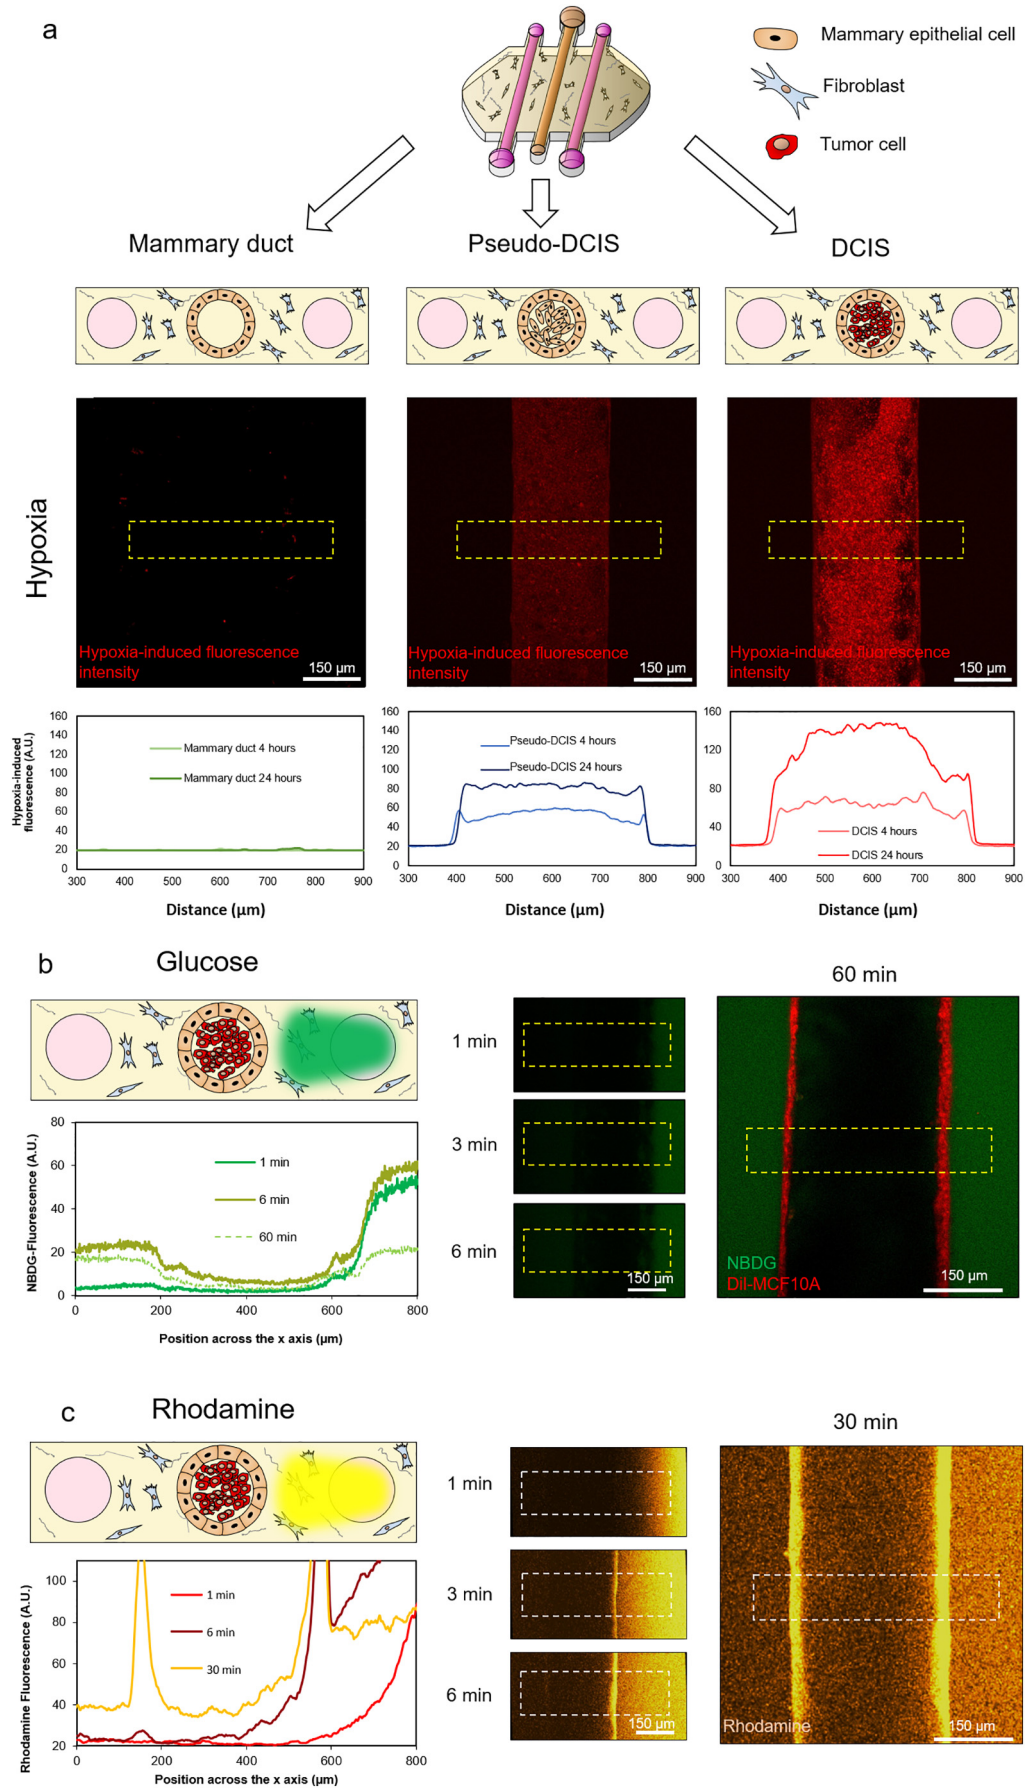 a
Mammary epithelial cell
Fibroblast
Tumor cell
Mammary duct
Pseudo-DCIS
DCIS
Hypoxia
Hypoxia-induced fluorescence
intensity
150 µm
Hypoxia-induced fluorescence
intensity
150 µm
Hypoxia-induced fluorescence
intensity
150 µm
Hypoxia-induced
fluorescence (A.U.)
160
140
120
100
80
60
40
20
0
Mammary duct 4 hours
Mammary duct 24 hours
300 400 500 600 700 800 900
Distance (µm)
160
140
120
100
80
60
40
20
0
Pseudo-DCIS 4 hours
Pseudo-DCIS 24 hours
300 400 500 600 700 800 900
Distance (µm)
160
120
80
40
0
DCIS 4 hours
DCIS 24 hours
300 400 500 600 700 800 900
Distance (µm)
b
Glucose
NBDG-Fluorescence (A.U.)
80
60
40
20
0
1 min
6 min
60 min
0 200 400 600 800
Position across the x axis (µm)
1 min
3 min
6 min
150 µm
60 min
NBDG
DiI-MCF10A
150 µm
c
Rhodamine
Rhodamine Fluorescence (A.U.)
100
80
60
40
20
1 min
6 min
30 min
0 200 400 600 800
Position across the x axis (µm)
1 min
3 min
6 min
150 µm
30 min
Rhodamine
150 µm